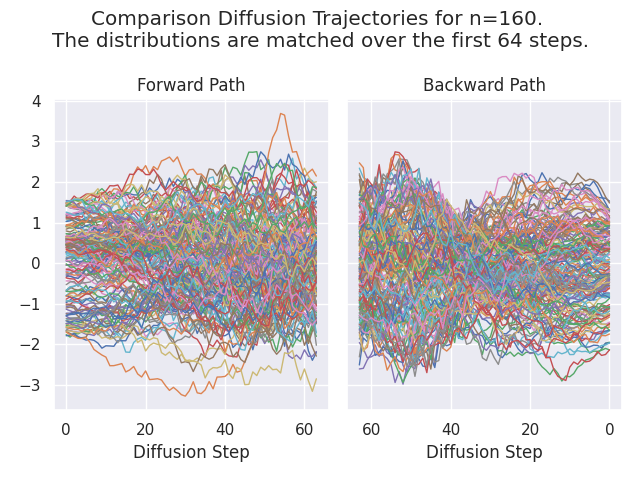 Comparison Diffusion Trajectories for n=160.
The distributions are matched over the first 64 steps.
Forward Path
Backward Path
4
3
2
1
0
−1
−2
−3
0 20 40 60
60 40 20 0
Diffusion Step
Diffusion Step